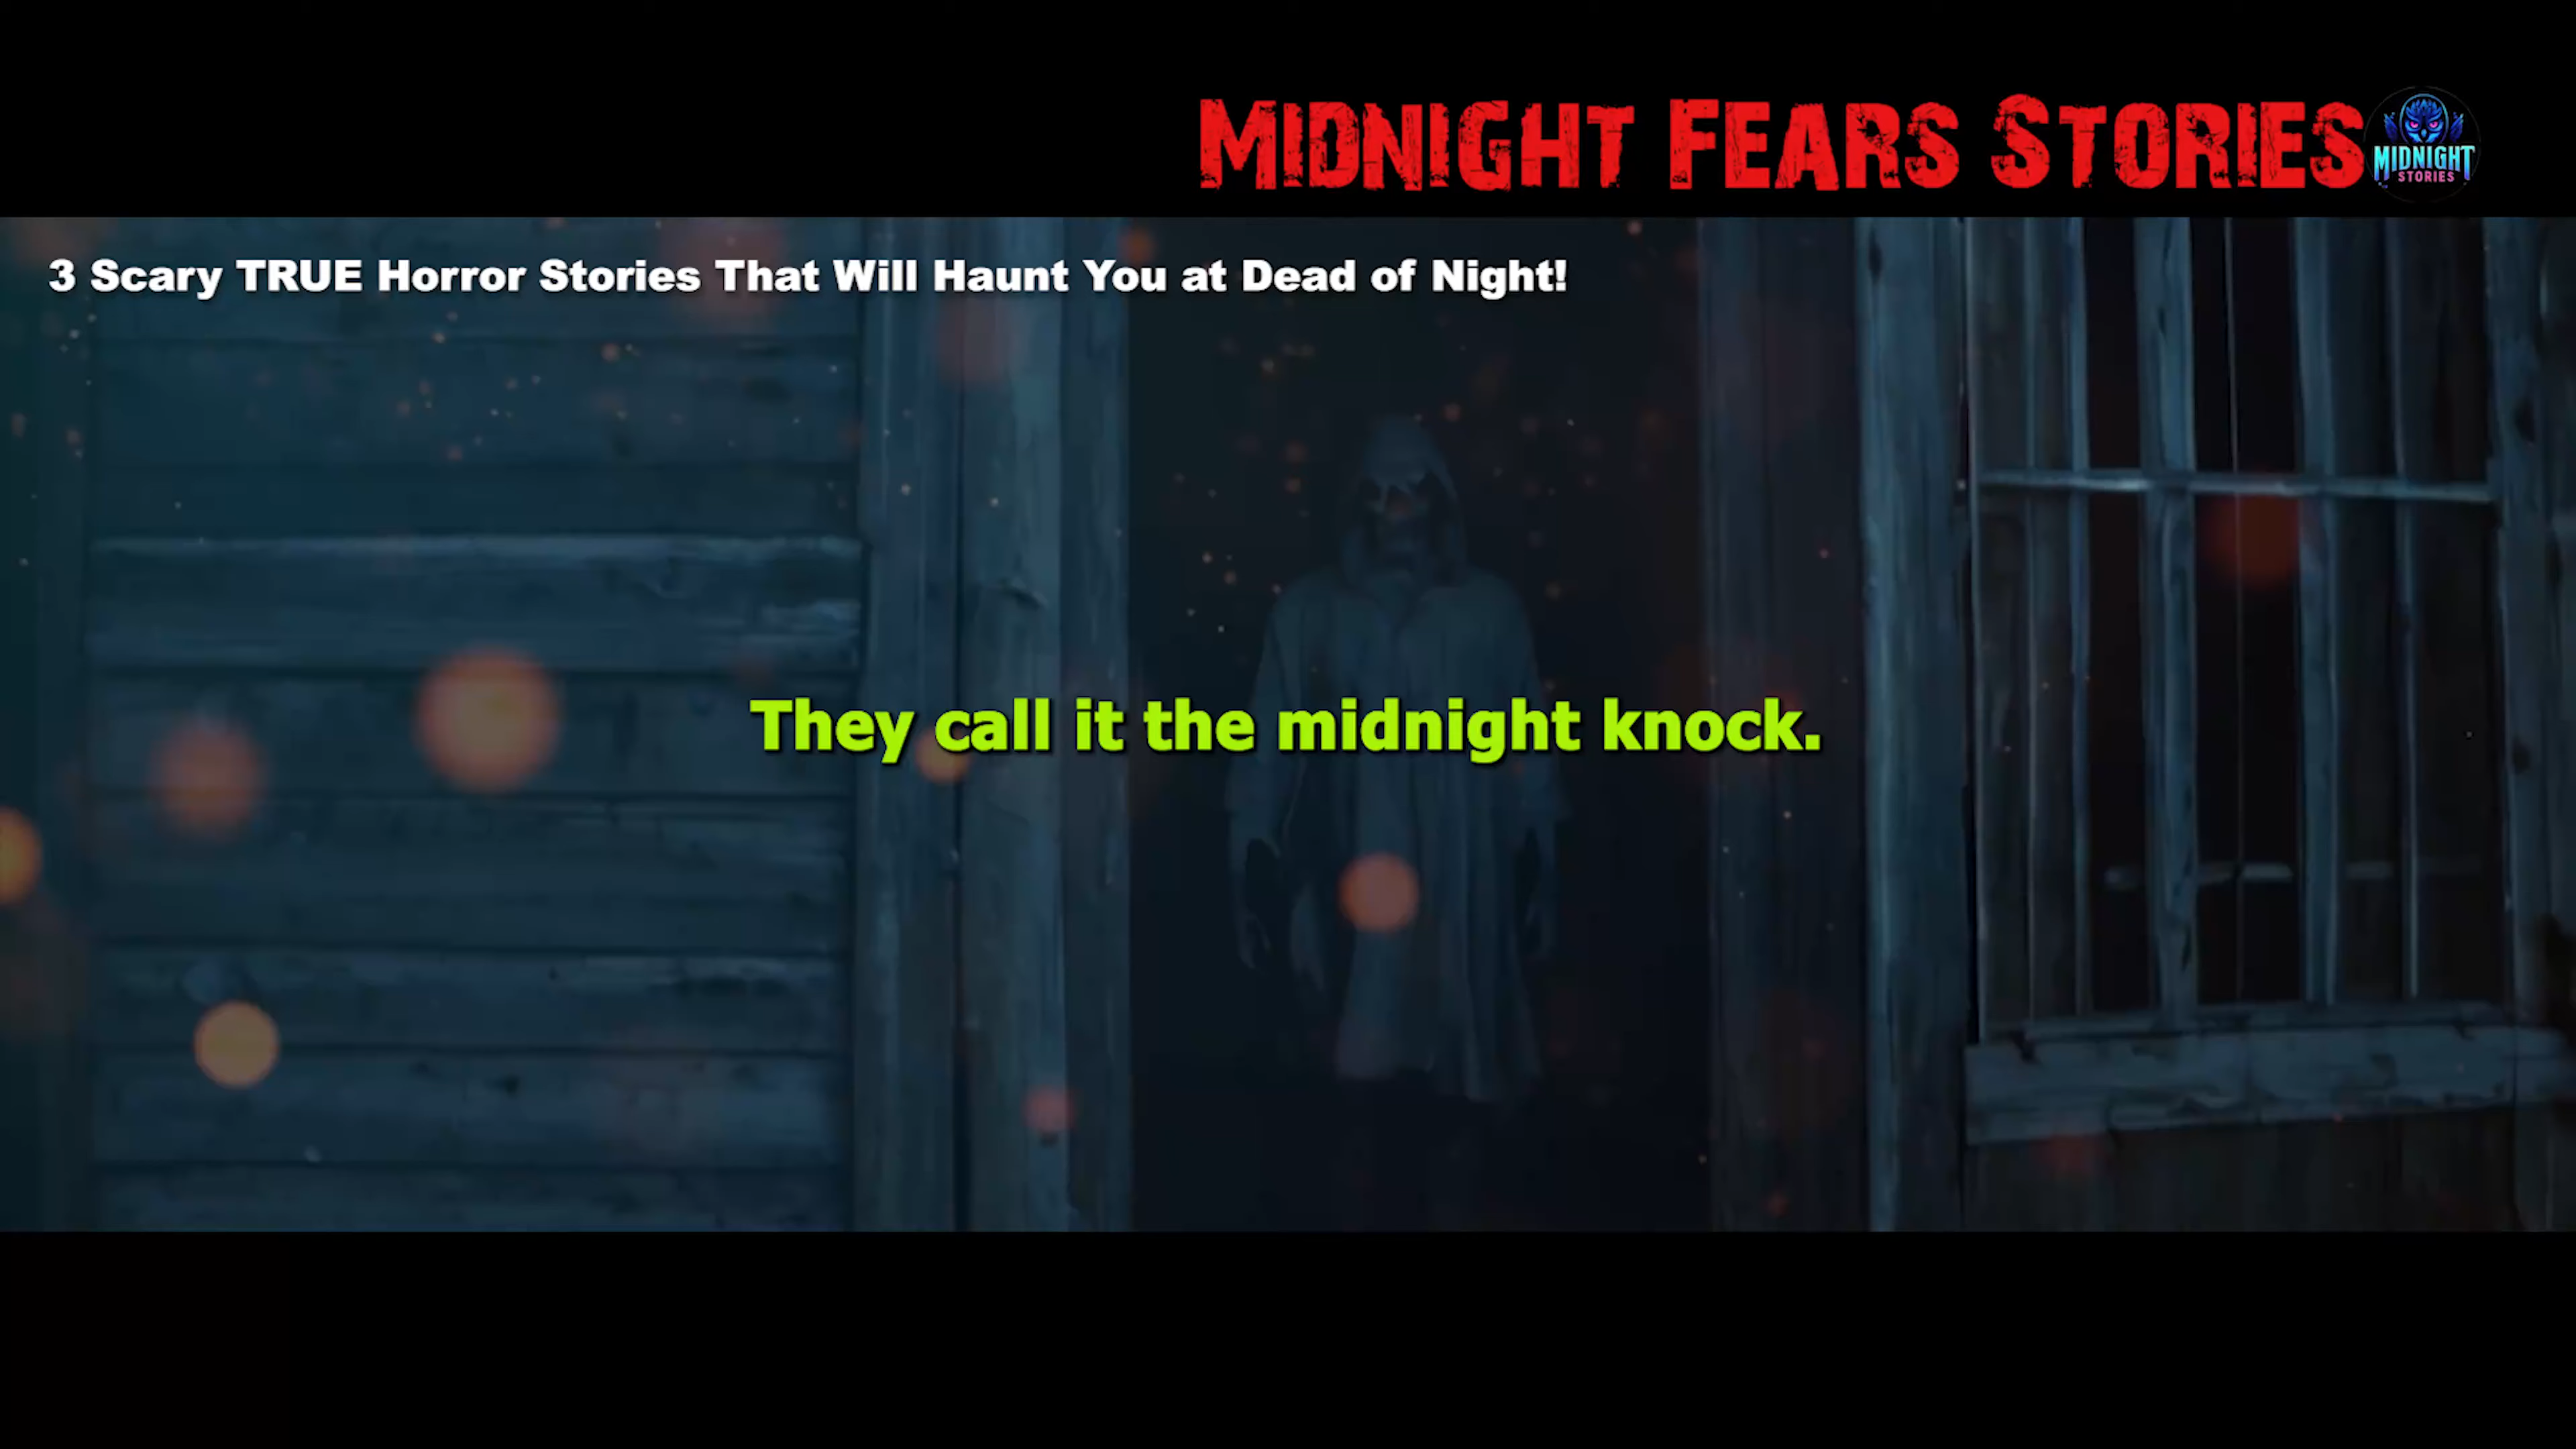 MIDNIGHT FEARS STORIES
MIDNIGHT
STORIES
3 Scary TRUE Horror Stories That Will Haunt You at Dead of Night!
They call it the midnight knock.